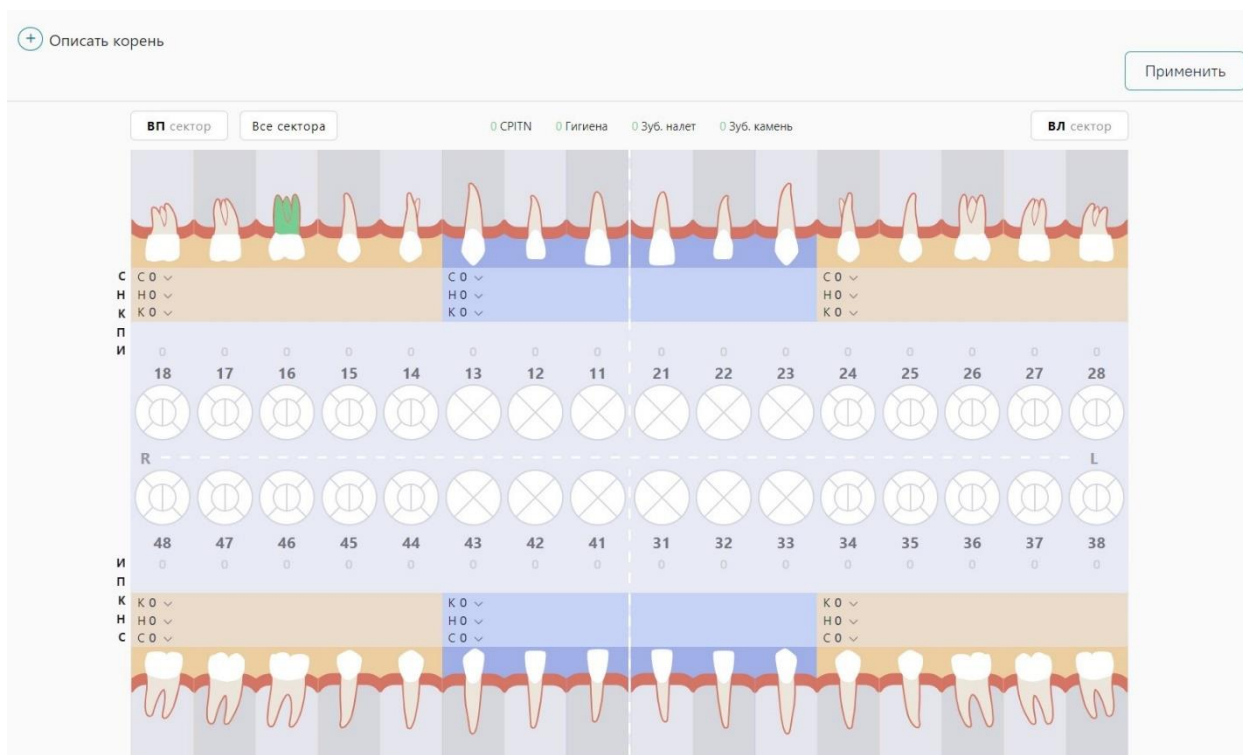 + Описать корень
Применить
ВП сектор Все сектора 0 CPITN 0 Гигиена 0 Зуб. налет 0 Зуб. камень ВЛ сектор
С С 0 С 0 С 0
Н Н 0 Н 0 Н 0
К К 0 К 0 К 0
П
И 0 0 0 0 0 0 0 0 0 0 0 0 0 0 0 0
18 17 16 15 14 13 12 11 21 22 23 24 25 26 27 28
R L
48 47 46 45 44 43 42 41 31 32 33 34 35 36 37 38
И 0 0 0 0 0 0 0 0 0 0 0 0 0 0 0 0
П
К К 0 К 0 К 0
Н Н 0 Н 0 Н 0
С С 0 С 0 С 0